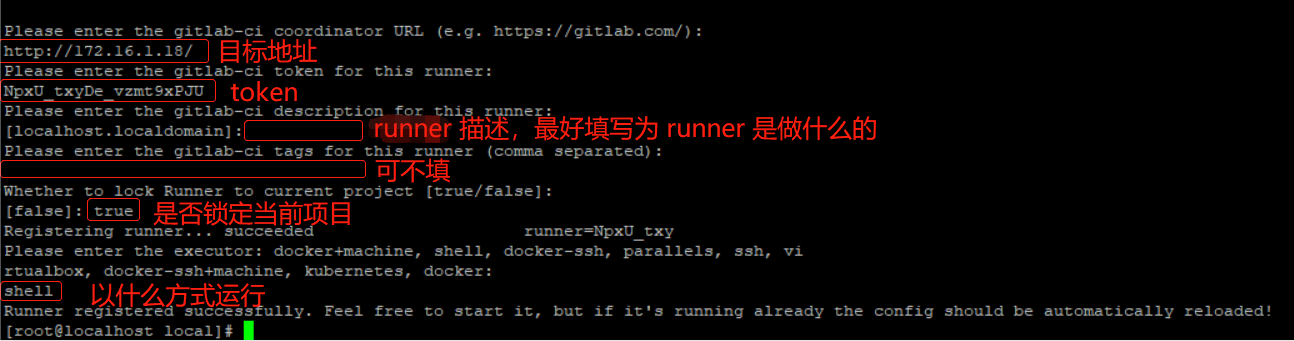 Please enter the gitlab-ci coordinator URL (e.g. https://gitlab.com/):
http://172.16.1.18/ 目标地址
Please enter the gitlab-ci token for this runner:
NpxU_txyDe_vzmt9xPJU token
Please enter the gitlab-ci description for this runner:
[localhost.localdomain]: runner 描述，最好填写为 runner 是做什么的
Please enter the gitlab-ci tags for this runner (comma separated):
可不填
Whether to lock Runner to current project [true/false]:
[false]: true 是否锁定当前项目
Registering runner... succeeded runner=NpxU_txy
Please enter the executor: docker+machine, shell, docker-ssh, parallels, ssh, vi
rtualbox, docker-ssh+machine, kubernetes, docker:
shell 以什么方式运行
Runner registered successfully. Feel free to start it, but if it's running already the config should be automatically reloaded!
[root@localhost local]#